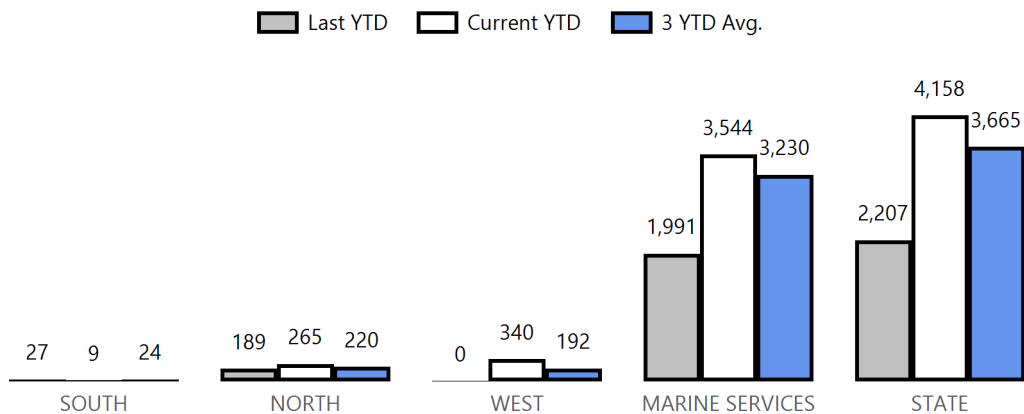 Last YTD Current YTD 3 YTD Avg.
4,158
3,665
3,544
3,230
2,207
1,991
340
265
189 220 192
27 9 24 0
SOUTH NORTH WEST MARINE SERVICES STATE